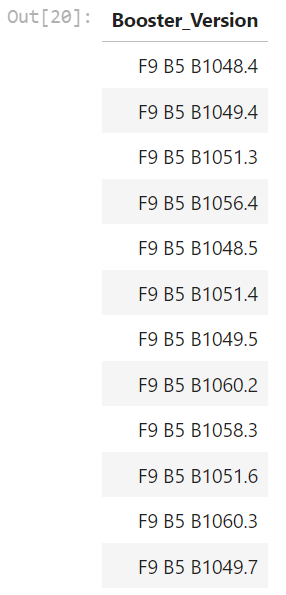 Out[20]: Booster_Version
F9 B5 B1048.4
F9 B5 B1049.4
F9 B5 B1051.3
F9 B5 B1056.4
F9 B5 B1048.5
F9 B5 B1051.4
F9 B5 B1049.5
F9 B5 B1060.2
F9 B5 B1058.3
F9 B5 B1051.6
F9 B5 B1060.3
F9 B5 B1049.7